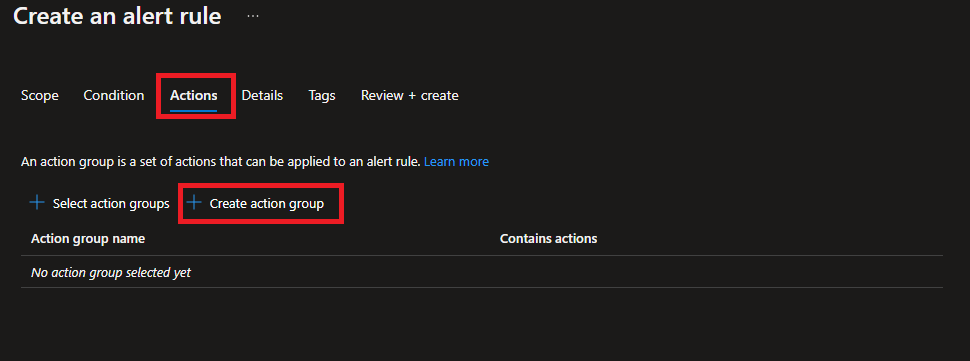 Create an alert rule ...
Scope Condition Actions Details Tags Review + create
An action group is a set of actions that can be applied to an alert rule. Learn more
+ Select action groups + Create action group
Action group name Contains actions
No action group selected yet